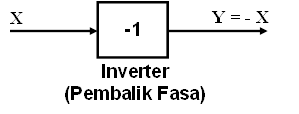 X
-1
Y = - X
Inverter
(Pembalik Fasa)